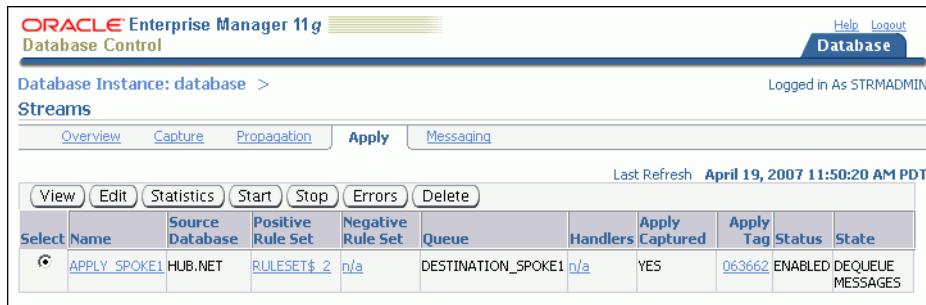 ORACLE Enterprise Manager 11g
Database Control
Help Logout
Database
Database Instance: database >
Logged in As STRMADMIN
Streams
Overview Capture Propagation Apply Messaging
Last Refresh April 19, 2007 11:50:20 AM PDT
View Edit Statistics Start Stop Errors Delete
Select Name Source Database Positive Rule Set Negative Rule Set Queue Handlers Apply Captured Apply Tag Status State
APPLY_SPOKE1 HUB.NET RULESET$_2 n/a DESTINATION_SPOKE1 n/a YES 063662 ENABLED DEQUEUE MESSAGES